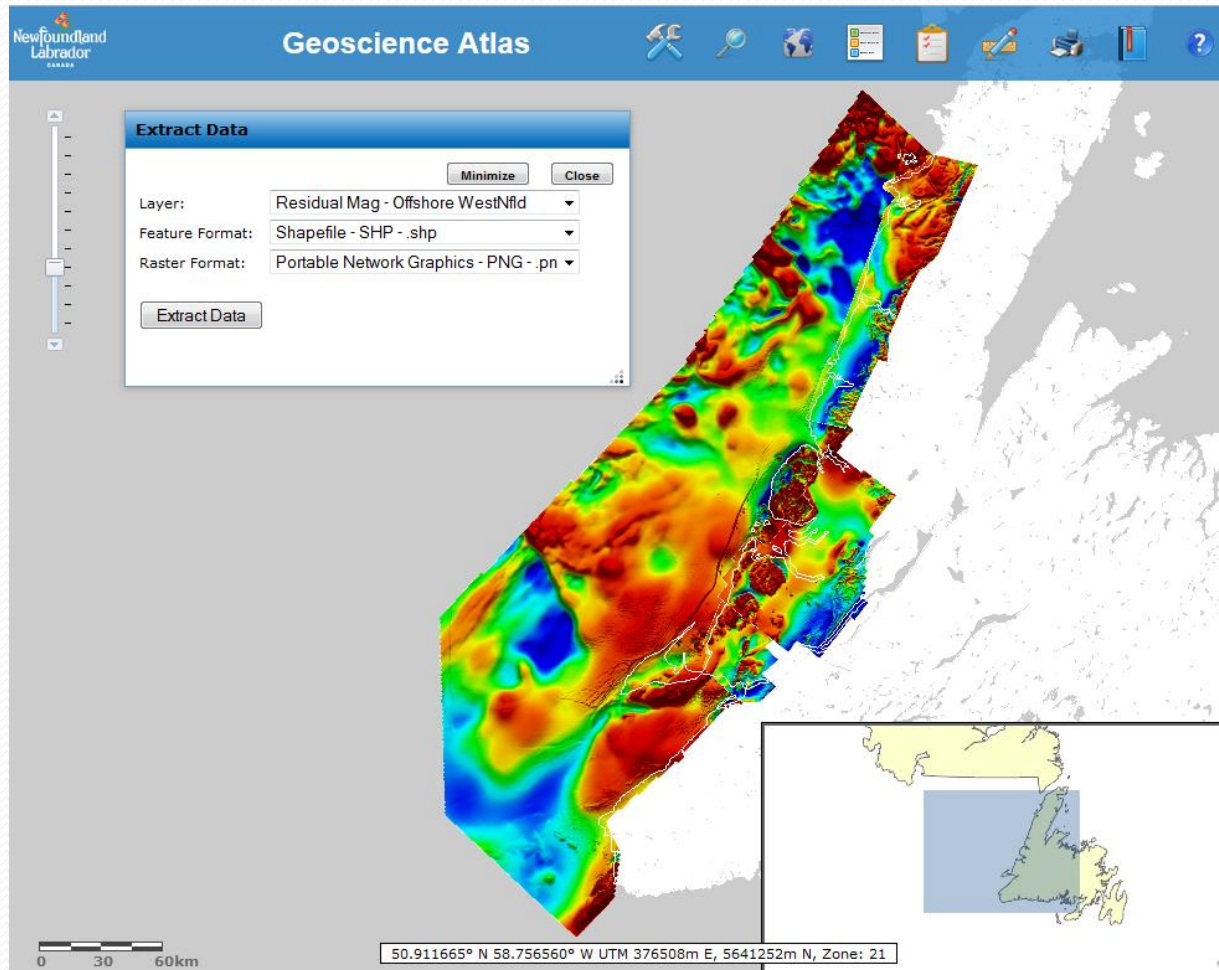 Newfoundland
Labrador
CANADA
Geoscience Atlas
?
Extract Data
Minimize
Close
Layer:
Residual Mag - Offshore WestNfld
Feature Format:
Shapefile - SHP - .shp
Raster Format:
Portable Network Graphics - PNG - .pn
Extract Data
0 30 60km
50.911665° N 58.756560° W UTM 376508m E, 5641252m N, Zone: 21